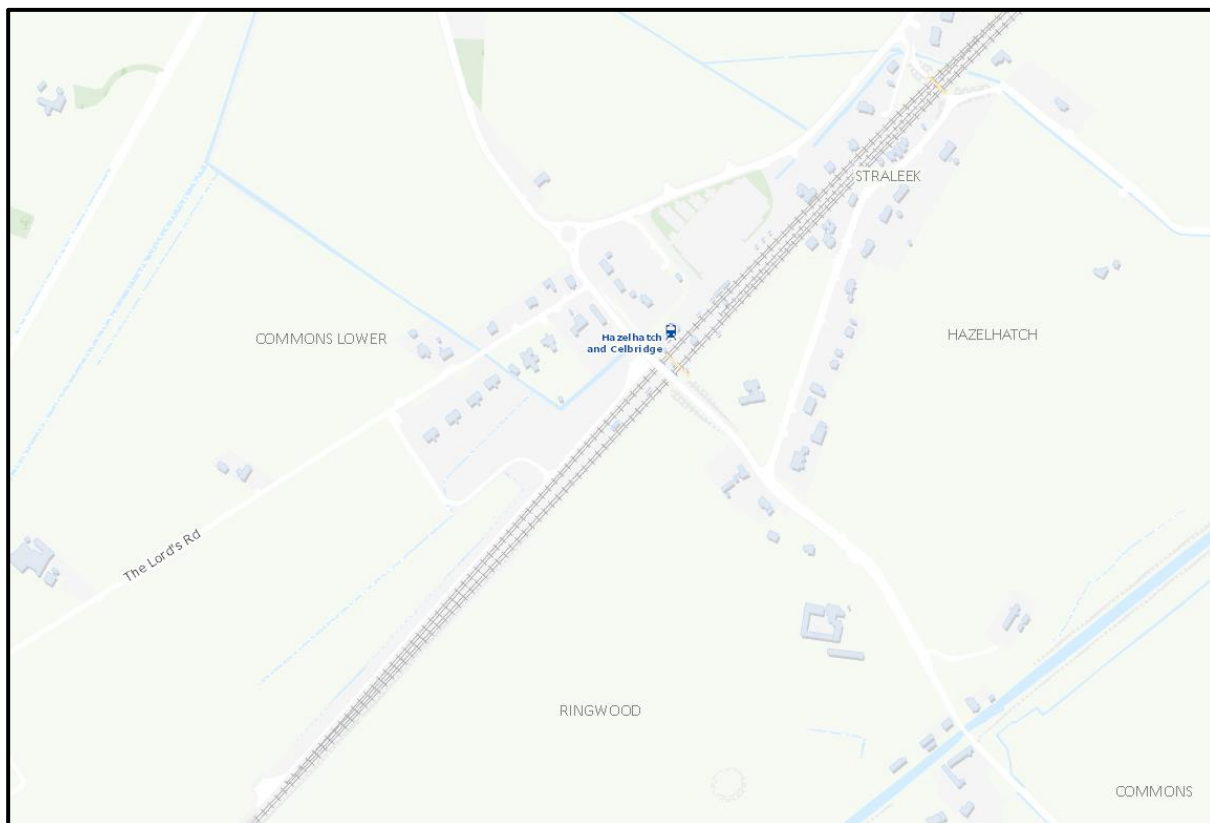 STRALEEK
Hazelhatch
and Celbridge
COMMONS LOWER
HAZELHATCH
The Lord's Rd
RINGWOOD
COMMONS